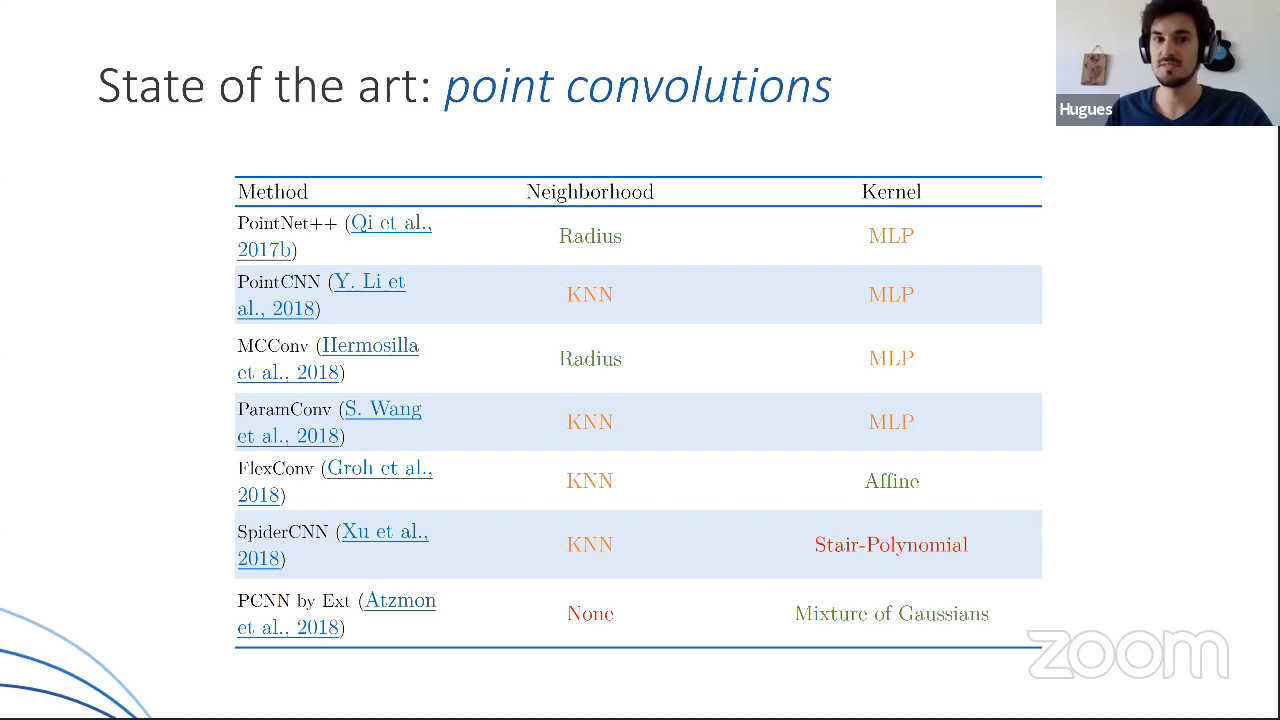 State of the art: point convolutions
Hugues
Method Neighborhood Kernel
PointNet++ (Qi et al.,
2017b) Radius MLP
PointCNN (Y. Li et
al., 2018) KNN MLP
MCConv (Hermosilla
et al., 2018) Radius MLP
ParamConv (S. Wang
et al., 2018) KNN MLP
FlexConv (Groh et al.,
2018) KNN Affine
SpiderCNN (Xu et al.,
2018) KNN Stair-Polynomial
PCNN by Ext (Atzmon
et al., 2018) None Mixture of Gaussians
zoom